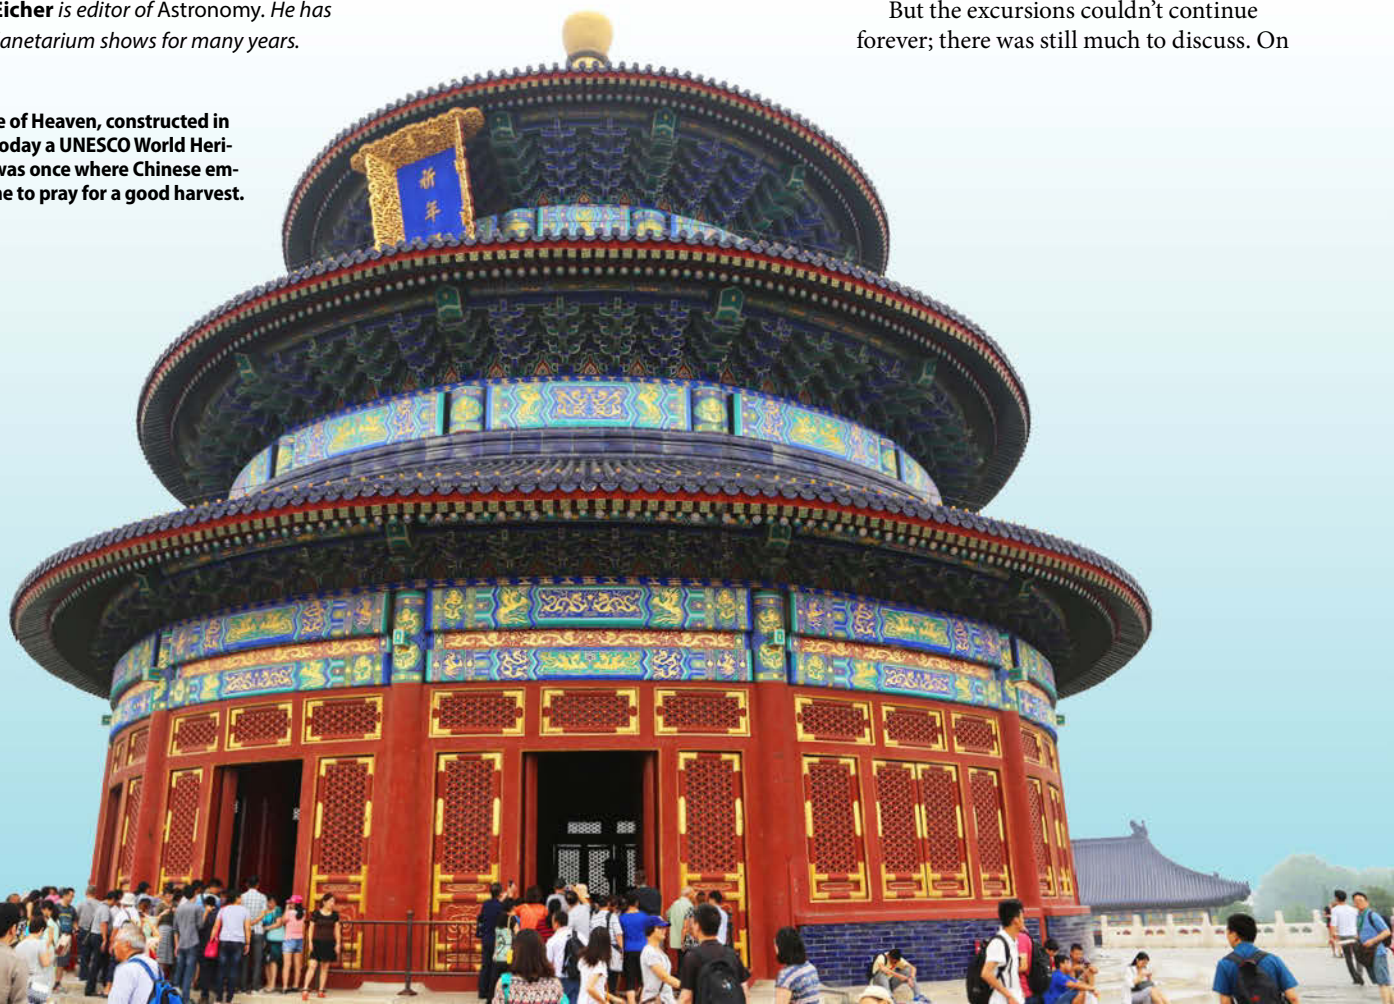 Eicher is editor of Astronomy. He has
anetarium shows for many years.
e of Heaven, constructed in
oday a UNESCO World Heri-
was once where Chinese em-
ne to pray for a good harvest.
But the excursions couldn't continue
forever; there was still much to discuss. On
祈
年